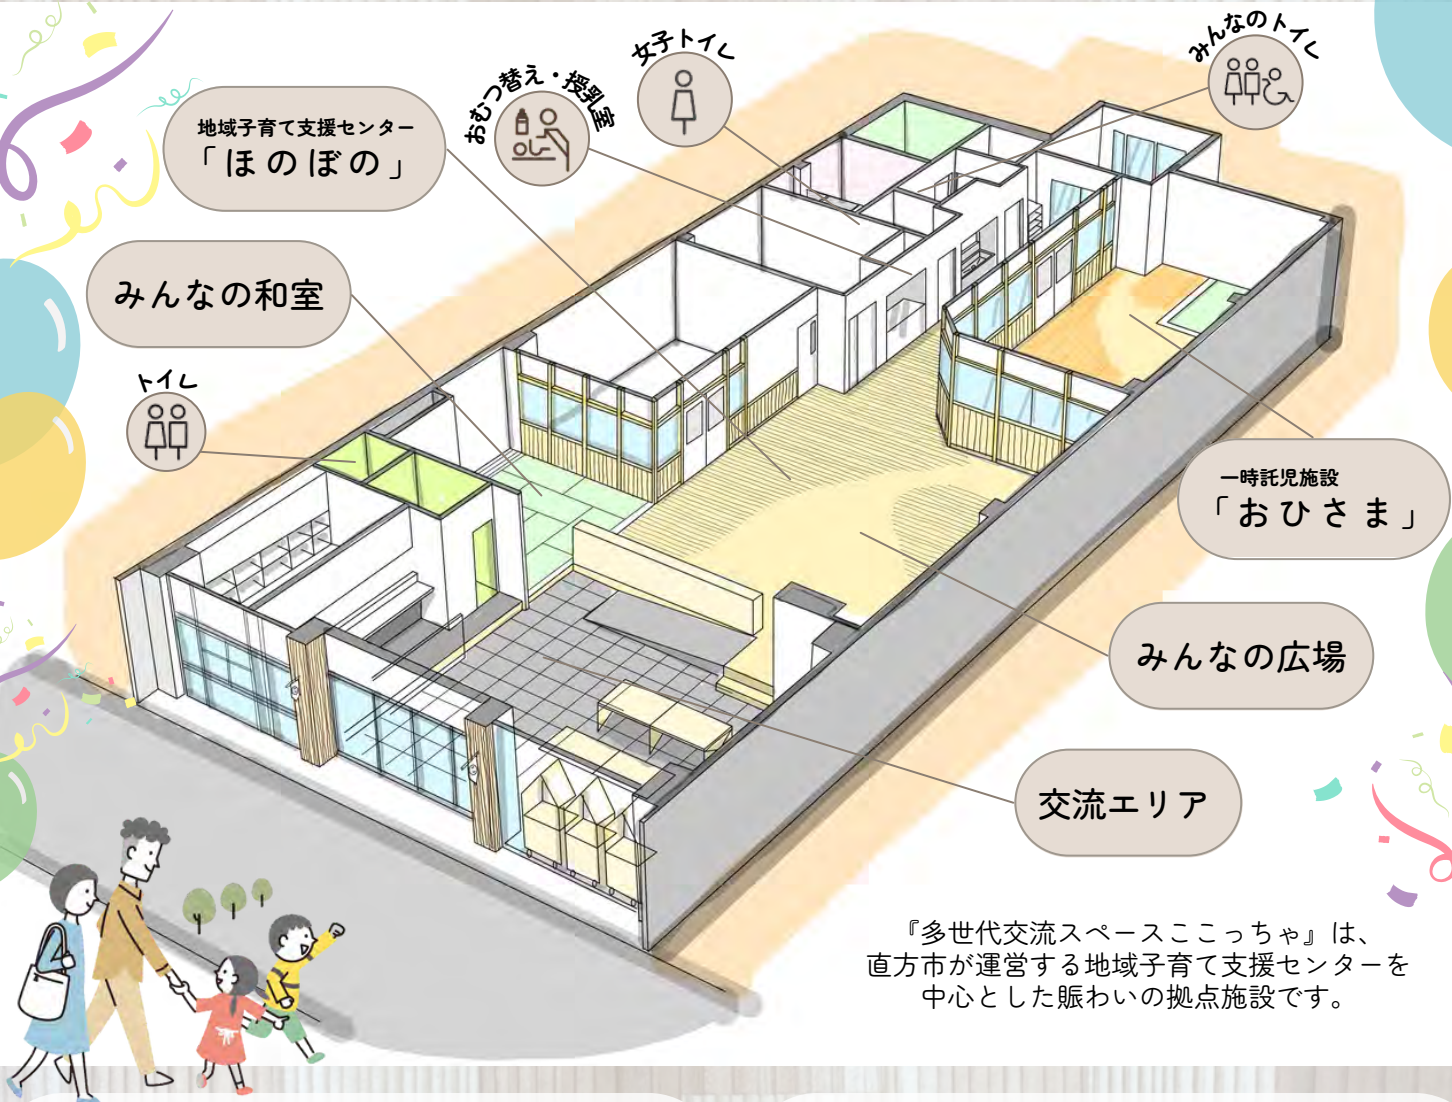 女子トイレ
みんなのトイレ
おむつ替え・授乳室
地域子育て支援センター
「ほのぼの」
みんなの和室
トイレ
一時託児施設
「おひさま」
みんなの広場
交流エリア
『多世代交流スペースここっちゃ』は、
直方市が運営する地域子育て支援センターを
中心とした賑わいの拠点施設です。